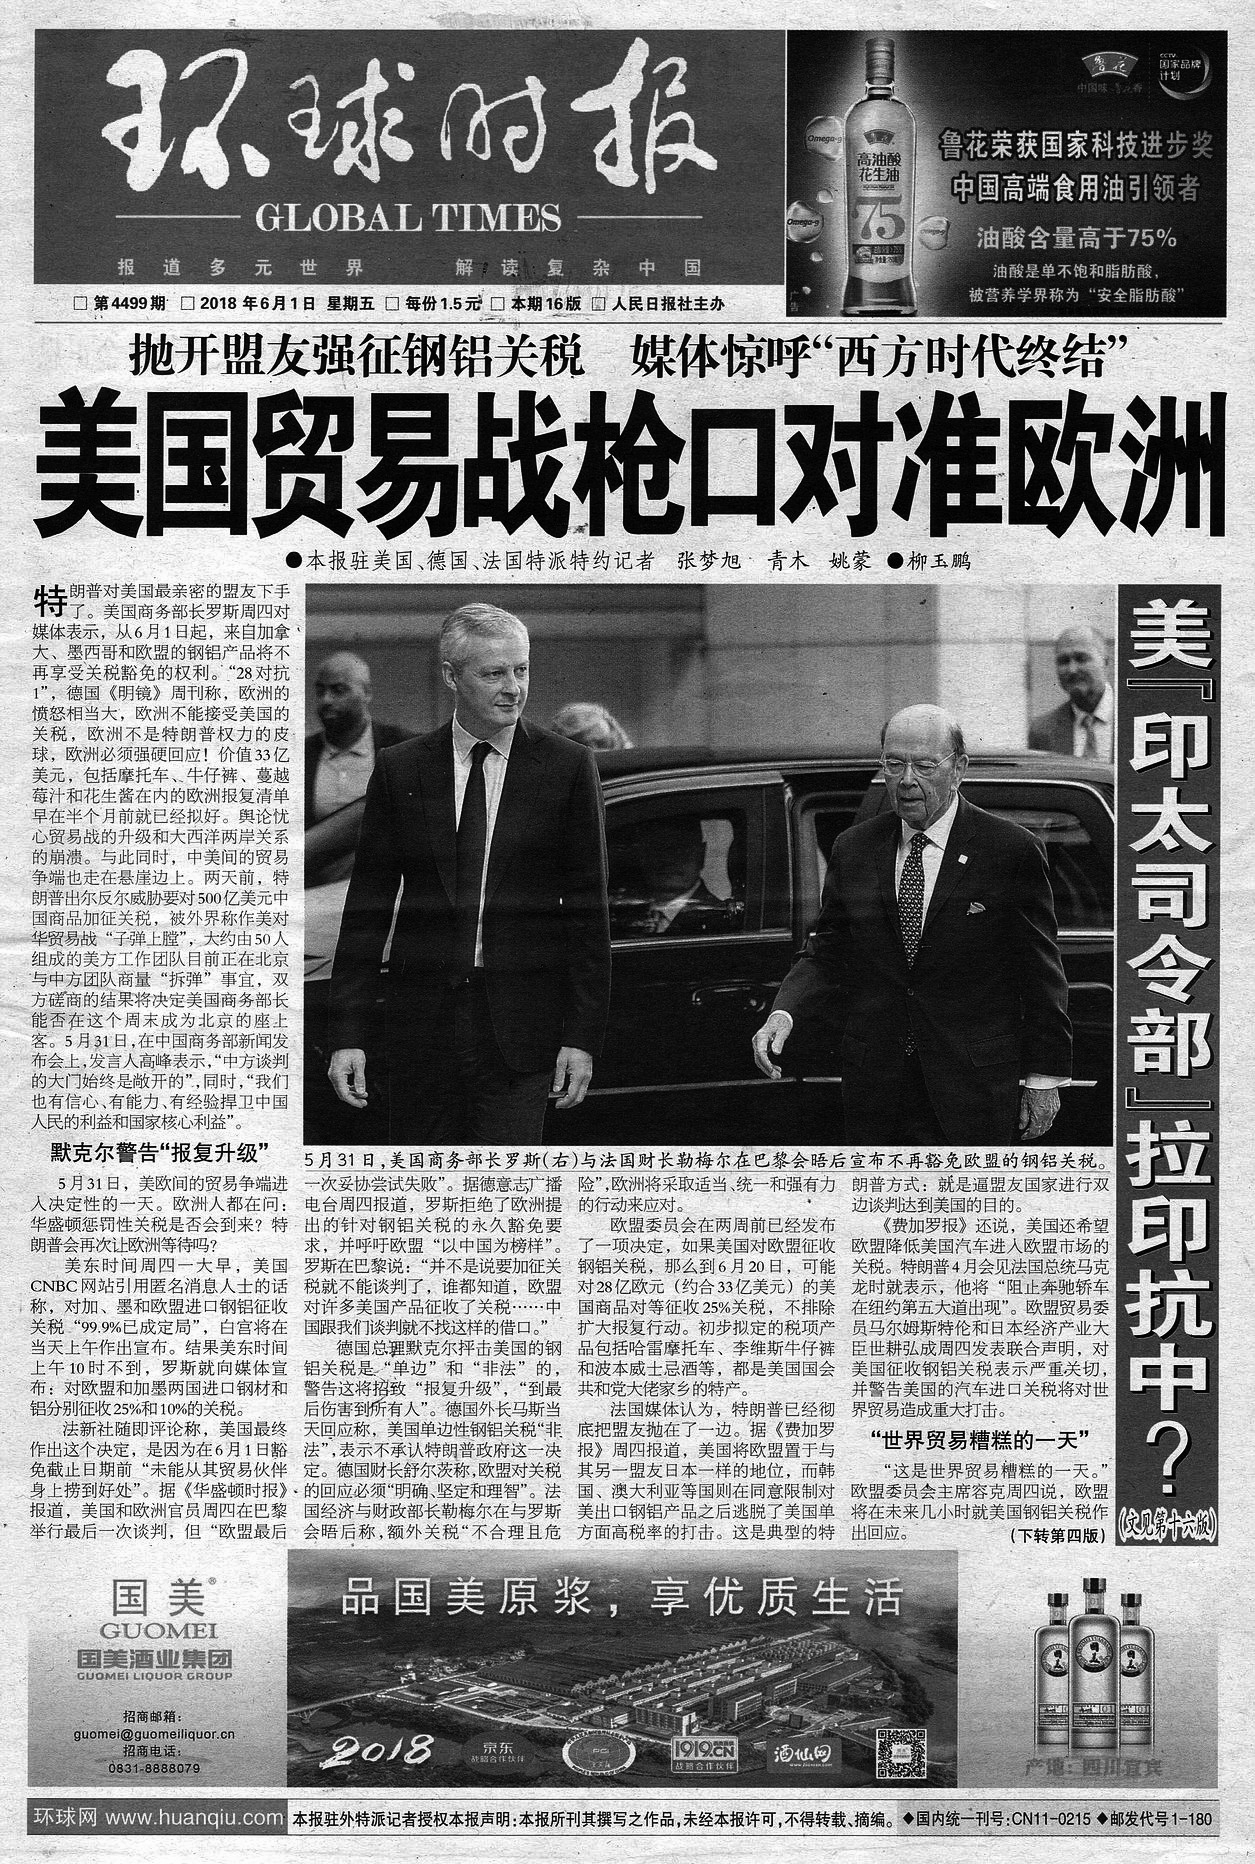 环球时报
GLOBAL TIMES
报道多元世界 解读复杂中国
□第4499期 □2018年6月1日 星期五 □每份1.5元 □本期16版 □人民日报社主办
鲁花
中国味 鲁花香
CCTV
国家品牌
计划
Omega-9
Omega-9
Omega-9
高油酸
花生油
75
鲁花荣获国家科技进步奖
中国高端食用油引领者
油酸含量高于75%
油酸是单不饱和脂肪酸，
被营养学界称为“安全脂肪酸”
广告
抛开盟友强征钢铝关税 媒体惊呼“西方时代终结”
美国贸易战枪口对准欧洲
●本报驻美国、德国、法国特派特约记者 张梦旭 青木 姚蒙 ●柳玉鹏
特朗普对美国最亲密的盟友下手
了。美国商务部长罗斯周四对
媒体表示，从6月1日起，来自加拿
大、墨西哥和欧盟的钢铝产品将不
再享受关税豁免的权利。“28对抗
1”，德国《明镜》周刊称，欧洲的
愤怒相当大，欧洲不能接受美国的
关税，欧洲不是特朗普权力的皮
球，欧洲必须强硬回应！价值33亿
美元，包括摩托车、牛仔裤、蔓越
莓汁和花生酱在内的欧洲报复清单
早在半个月前就已经拟好。舆论忧
心贸易战的升级和大西洋两岸关系
的崩溃。与此同时，中美间的贸易
争端也走在悬崖边上。两天前，特
朗普出尔反尔威胁要对500亿美元中
国商品加征关税，被外界称作美对
华贸易战“子弹上膛”，大约由50人
组成的美方工作团队目前正在北京
与中方团队商量“拆弹”事宜，双
方磋商的结果将决定美国商务部长
能否在这个周末成为北京的座上
客。5月31日，在中国商务部新闻发
布会上，发言人高峰表示，“中方谈判
的大门始终是敞开的”，同时，“我们
也有信心、有能力、有经验捍卫中国
人民的利益和国家核心利益”。
默克尔警告“报复升级”
5月31日，美欧间的贸易争端进
入决定性的一天。欧洲人都在问：
华盛顿惩罚性关税是否会到来？特
朗普会再次让欧洲等待吗？
美东时间周四一大早，美国
CNBC网站引用匿名消息人士的话
称，对加、墨和欧盟进口钢铝征收
关税“99.9%已成定局”，白宫将在
当天上午作出宣布。结果美东时间
上午10时不到，罗斯就向媒体宣
布：对欧盟和加墨两国进口钢材和
铝分别征收25%和10%的关税。
法新社随即评论称，美国最终
作出这个决定，是因为在6月1日豁
免截止日期前“未能从其贸易伙伴
身上捞到好处”。据《华盛顿时报》
报道，美国和欧洲官员周四在巴黎
举行最后一次谈判，但“欧盟最后
5月31日，美国商务部长罗斯（右）与法国财长勒梅尔在巴黎会晤后宣布不再豁免欧盟的钢铝关税。
一次妥协尝试失败”。据德意志广播
电台周四报道，罗斯拒绝了欧洲提
出的针对钢铝关税的永久豁免要
求，并呼吁欧盟“以中国为榜样”。
罗斯在巴黎说：“并不是说要加征关
税就不能谈判了，谁都知道，欧盟
对许多美国产品征收了关税……中
国跟我们谈判就不找这样的借口。”
德国总理默克尔抨击美国的钢
铝关税是“单边”和“非法”的，
警告这将招致“报复升级”，“到最
后伤害到所有人”。德国外长马斯当
天回应称，美国单边性钢铝关税“非
法”，表示不承认特朗普政府这一决
定。德国财长舒尔茨称，欧盟对关税
的回应必须“明确、坚定和理智”。法
国经济与财政部长勒梅尔在与罗斯
会晤后称，额外关税“不合理且危
险”，欧洲将采取适当、统一和强有力
的行动来应对。
欧盟委员会在两周前已经发布
了一项决定，如果美国对欧盟征收
钢铝关税，那么到6月20日，可能
对28亿欧元（约合33亿美元）的美
国商品对等征收25%关税，不排除
扩大报复行动。初步拟定的税项产
品包括哈雷摩托车、李维斯牛仔裤
和波本威士忌酒等，都是美国国会
共和党大佬家乡的特产。
法国媒体认为，特朗普已经彻
底把盟友抛在了一边。据《费加罗
报》周四报道，美国将欧盟置于与
其另一盟友日本一样的地位，而韩
国、澳大利亚等国则在同意限制对
美出口钢铝产品之后逃脱了美国单
方面高税率的打击。这是典型的特
朗普方式：就是逼盟友国家进行双
边谈判达到美国的目的。
《费加罗报》还说，美国还希望
欧盟降低美国汽车进入欧盟市场的
关税。特朗普4月会见法国总统马克
龙时就表示，他将“阻止奔驰轿车
在纽约第五大道出现”。欧盟贸易委
员马尔姆斯特伦和日本经济产业大
臣世耕弘成周四发表联合声明，对
美国征收钢铝关税表示严重关切，
并警告美国的汽车进口关税将对世
界贸易造成重大打击。
“世界贸易糟糕的一天”
“这是世界贸易糟糕的一天。”
欧盟委员会主席容克周四说，欧盟
将在未来几小时就美国钢铝关税作
出回应。 （下转第四版）
美『印太司令部』拉印抗中？
（文见第十六版）
国美®
GUOMEI
国美酒业集团
GUOMEI LIQUOR GROUP
招商邮箱：
guomei@guomeiliquor.cn
招商电话：
0831-8888079
品国美原浆，享优质生活
2018
京东
战略合作伙伴
1919.CN
战略合作伙伴
酒仙网
产地：四川宜宾
环球网 www.huanqiu.com
本报驻外特派记者授权本报声明：本报所刊其撰写之作品，未经本报许可，不得转载、摘编。◆国内统一刊号：CN11-0215 ◆邮发代号1-180